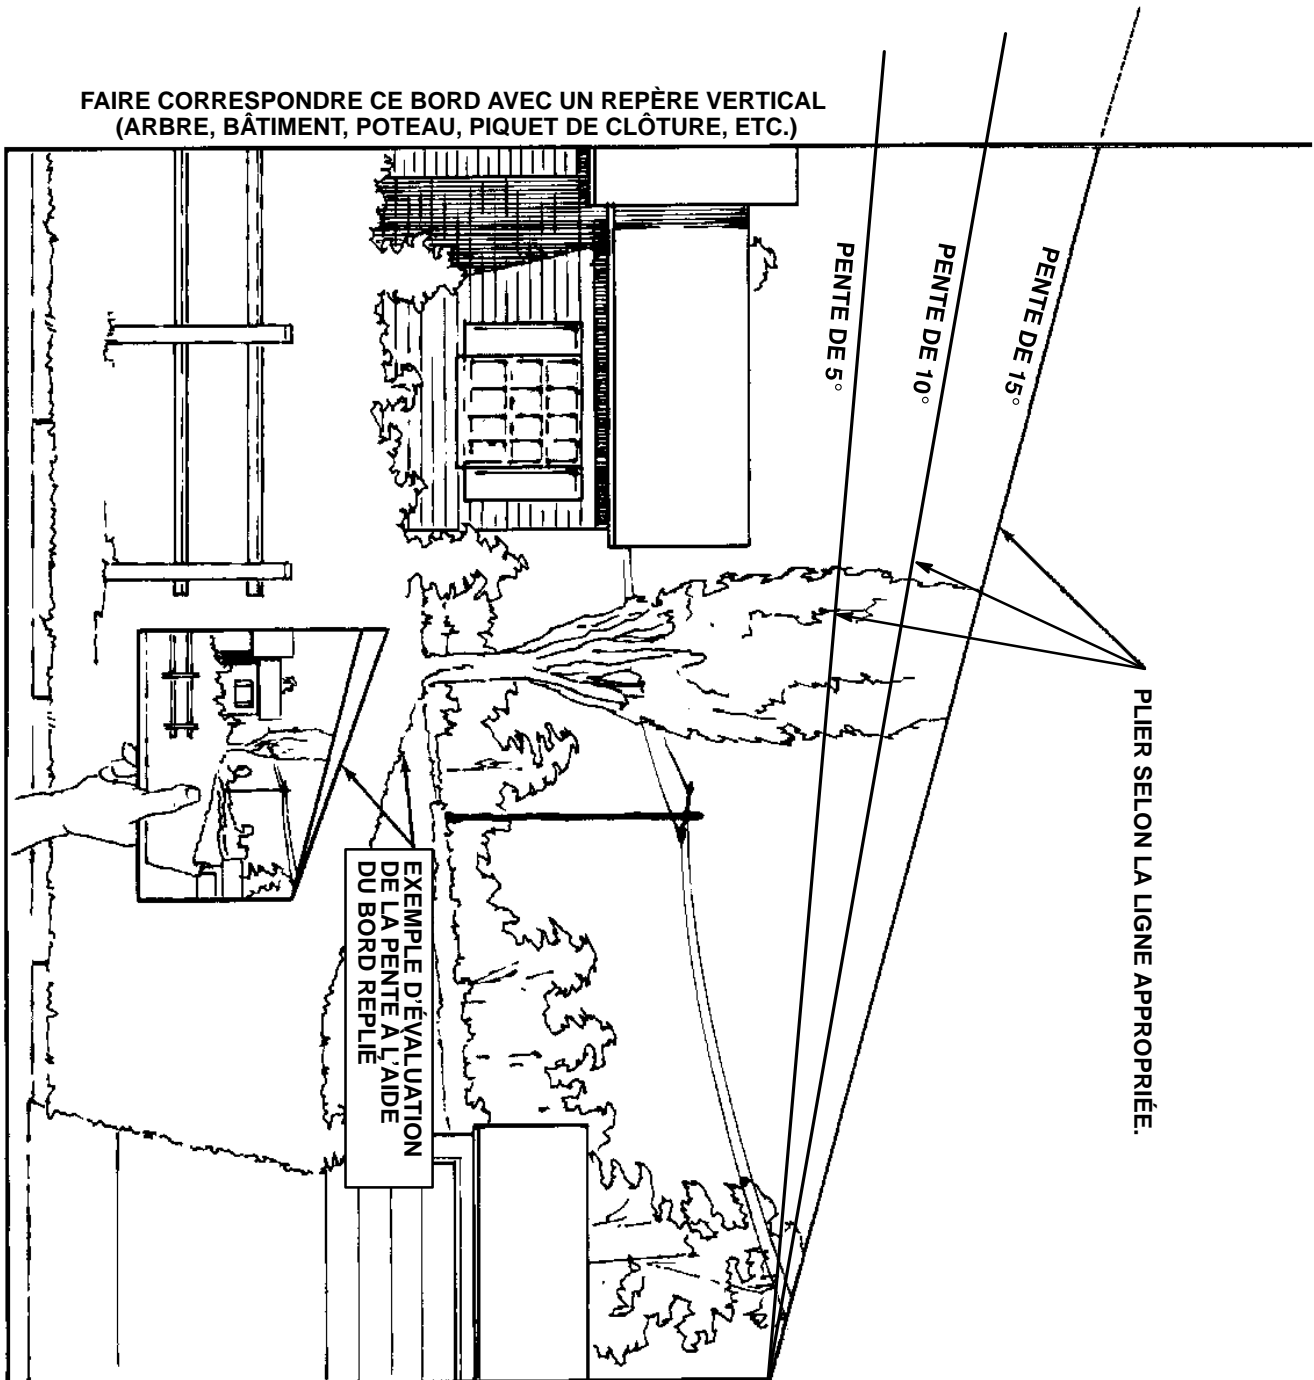 FAIRE CORRESPONDRE CE BORD AVEC UN REPÈRE VERTICAL
(ARBRE, BÂTIMENT, POTEAU, PIQUET DE CLÔTURE, ETC.)
PENTE DE 5°
PENTE DE 10°
PENTE DE 15°
PLIER SELON LA LIGNE APPROPRIÉE.
EXEMPLE D'ÉVALUATION
DE LA PENTE À L'AIDE
DU BORD REPLIÉ